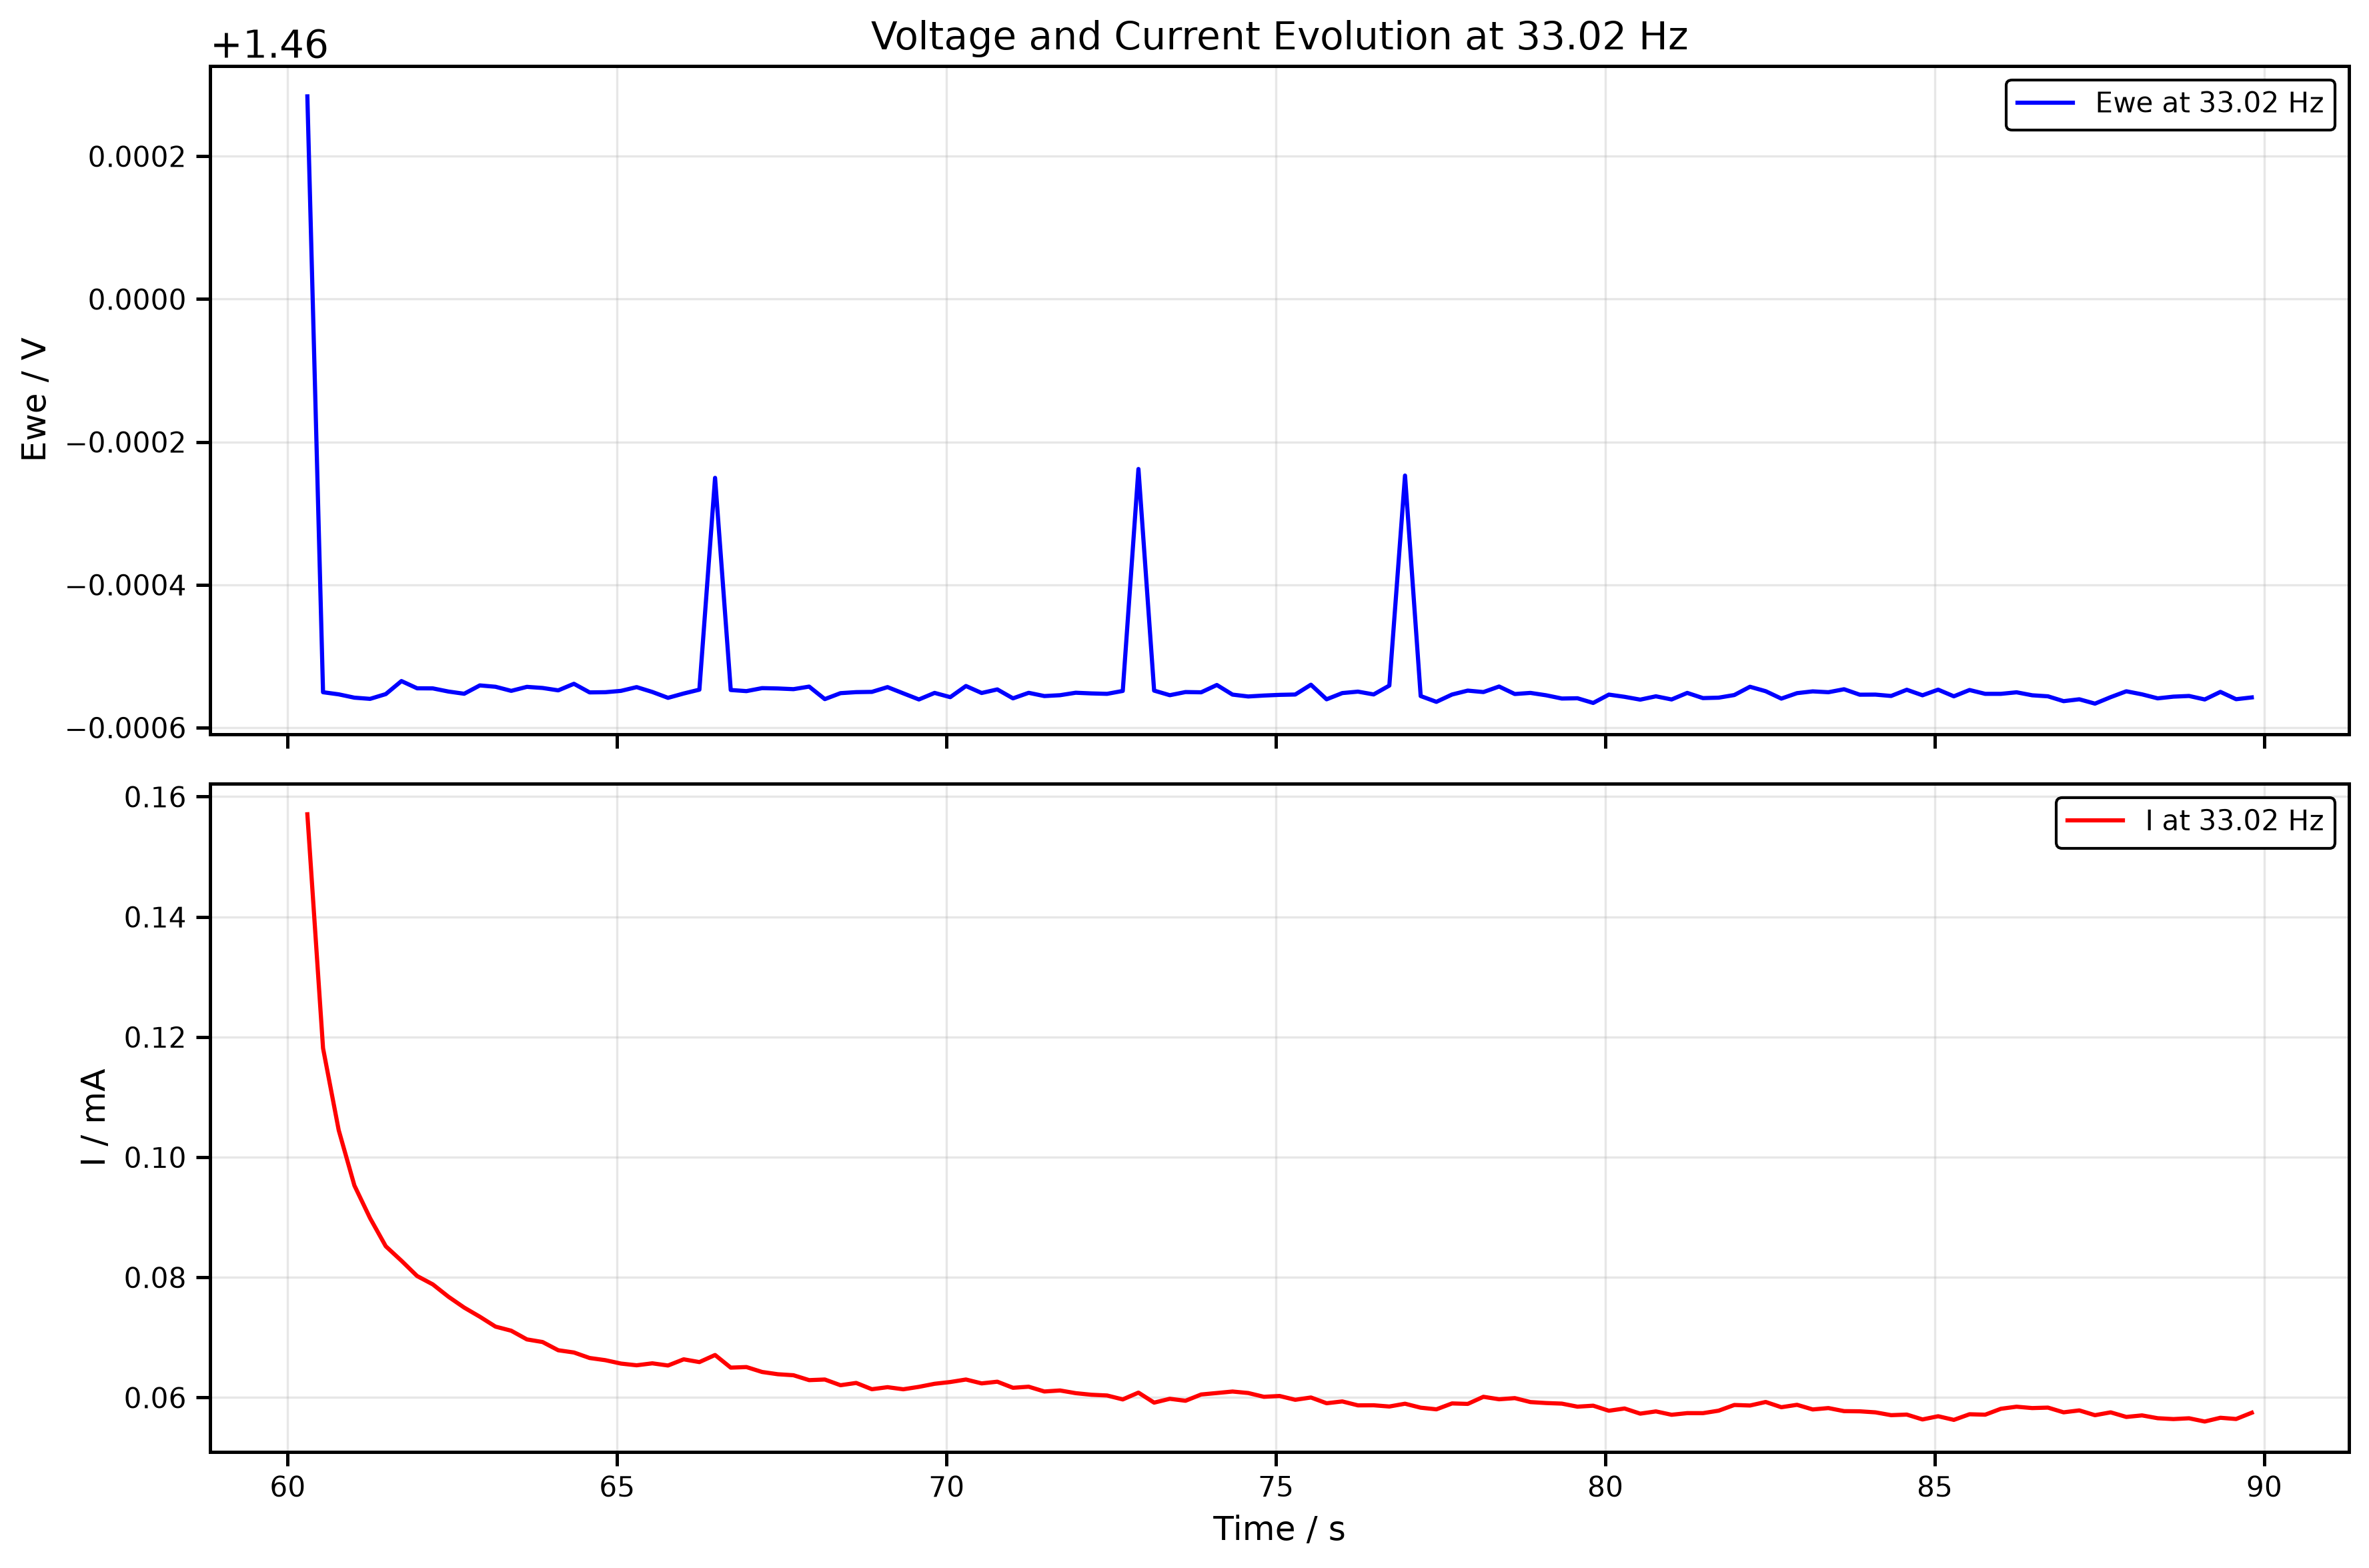 Voltage and Current Evolution at 33.02 Hz
+1.46
Ewe at 33.02 Hz
Ewe / V
0.0002
0.0000
−0.0002
−0.0004
−0.0006
I at 33.02 Hz
I / mA
0.16
0.14
0.12
0.10
0.08
0.06
60 65 70 75 80 85 90
Time / s